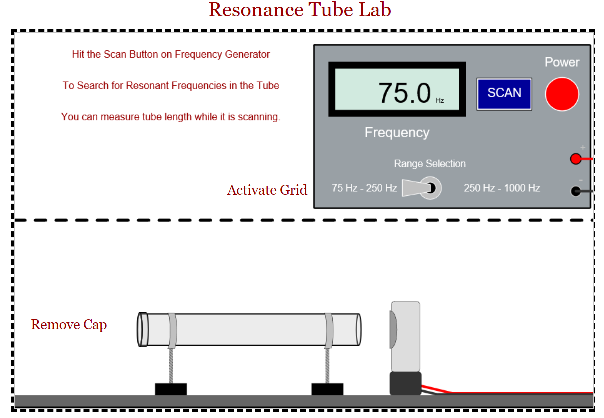 Resonance Tube Lab
Hit the Scan Button on Frequency Generator
To Search for Resonant Frequencies in the Tube
You can measure tube length while it is scanning.
Power
75.0 Hz
SCAN
Frequency
Range Selection
+
-
Activate Grid
75 Hz - 250 Hz
250 Hz - 1000 Hz
Remove Cap